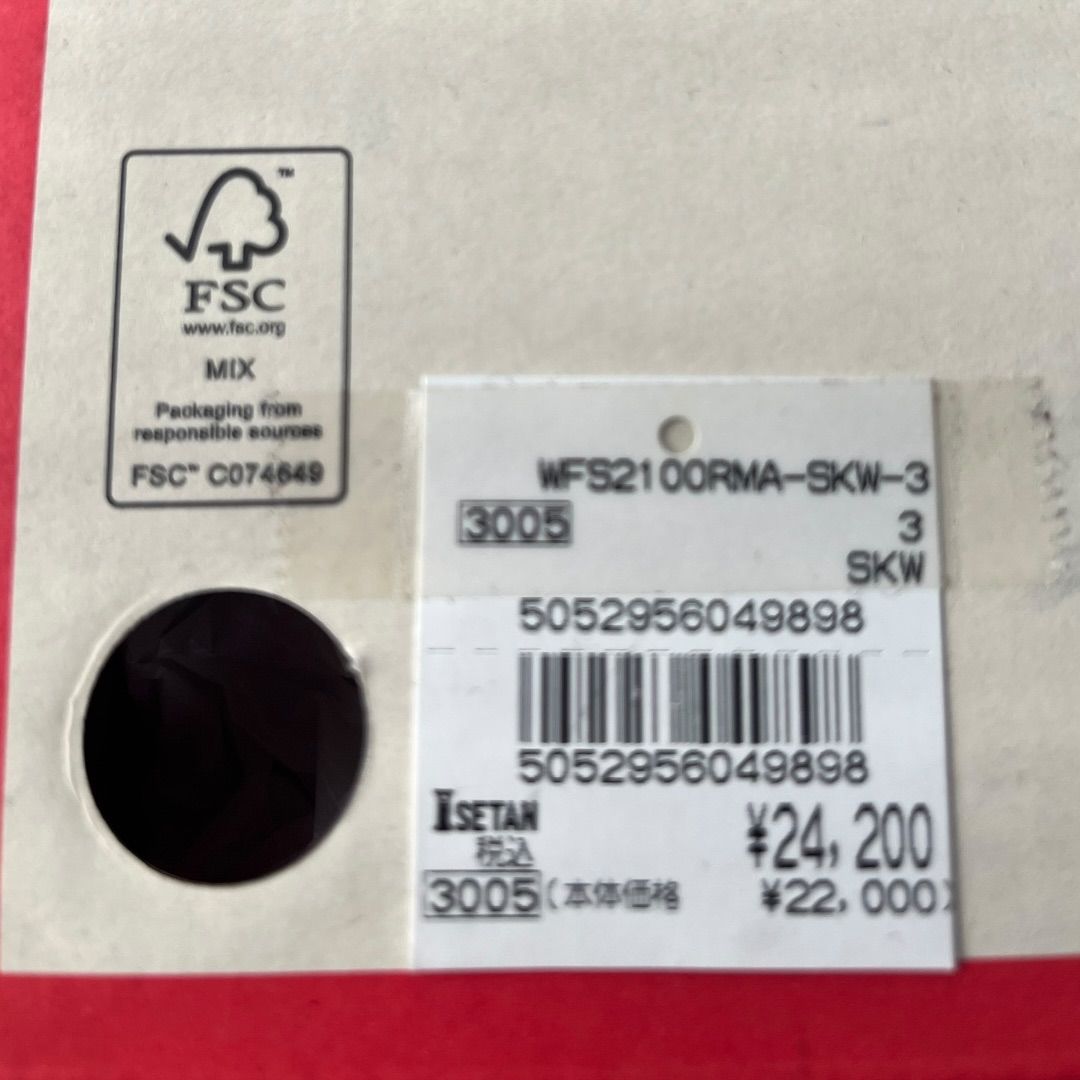 ™
FSC
www.fsc.org
MIX
Packaging from
responsible sources
FSC™ C074649
WFS2100RMA-SKW-3
3005 3
SKW
5052956049898
5052956049898
ISETAN
税込 ¥24,200
3005(本体価格 ¥22,000)